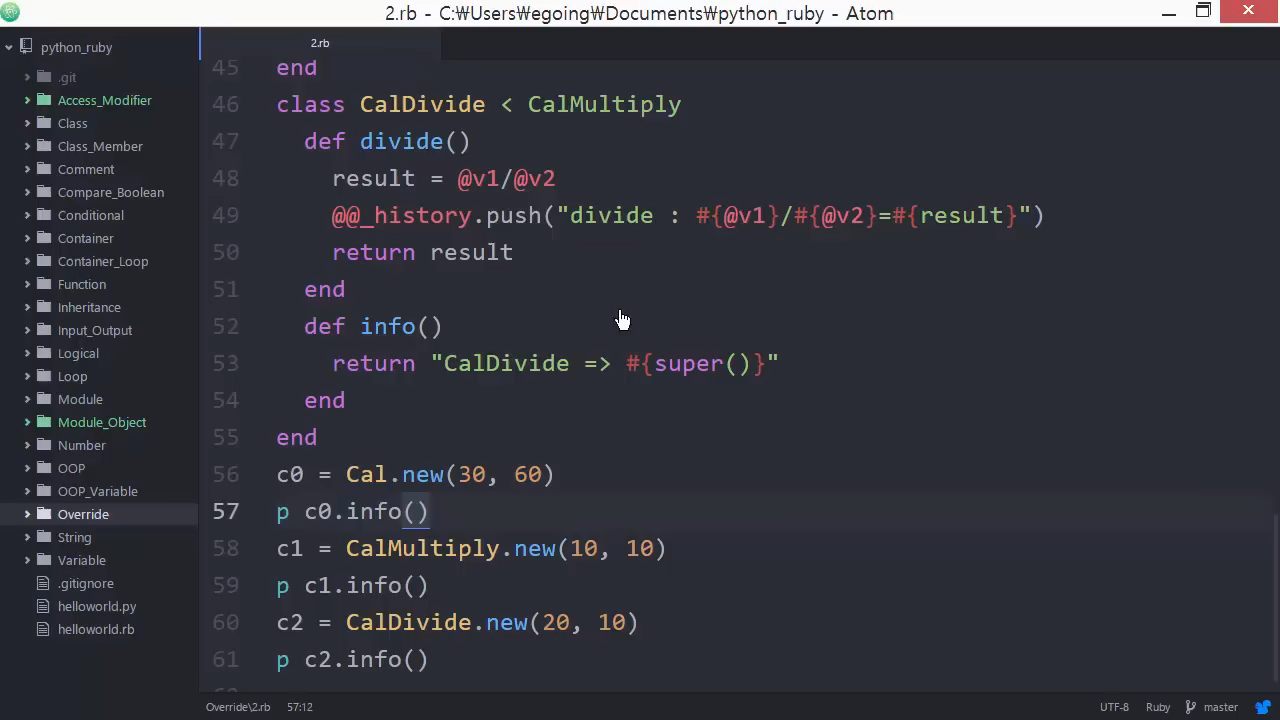 2.rb - C:₩Users₩egoing₩Documents₩python_ruby - Atom
python_ruby
.git
Access_Modifier
Class
Class_Member
Comment
Compare_Boolean
Conditional
Container
Container_Loop
Function
Inheritance
Input_Output
Logical
Loop
Module
Module_Object
Number
OOP
OOP_Variable
Override
String
Variable
.gitignore
helloworld.py
helloworld.rb
2.rb
45 end
46 class CalDivide < CalMultiply
47 def divide()
48 result = @v1/@v2
49 @@_history.push("divide : #{@v1}/#{@v2}=#{result}")
50 return result
51 end
52 def info()
53 return "CalDivide => #{super()}"
54 end
55 end
56 c0 = Cal.new(30, 60)
57 p c0.info()
58 c1 = CalMultiply.new(10, 10)
59 p c1.info()
60 c2 = CalDivide.new(20, 10)
61 p c2.info()
Override\2.rb 57:12 UTF-8 Ruby master